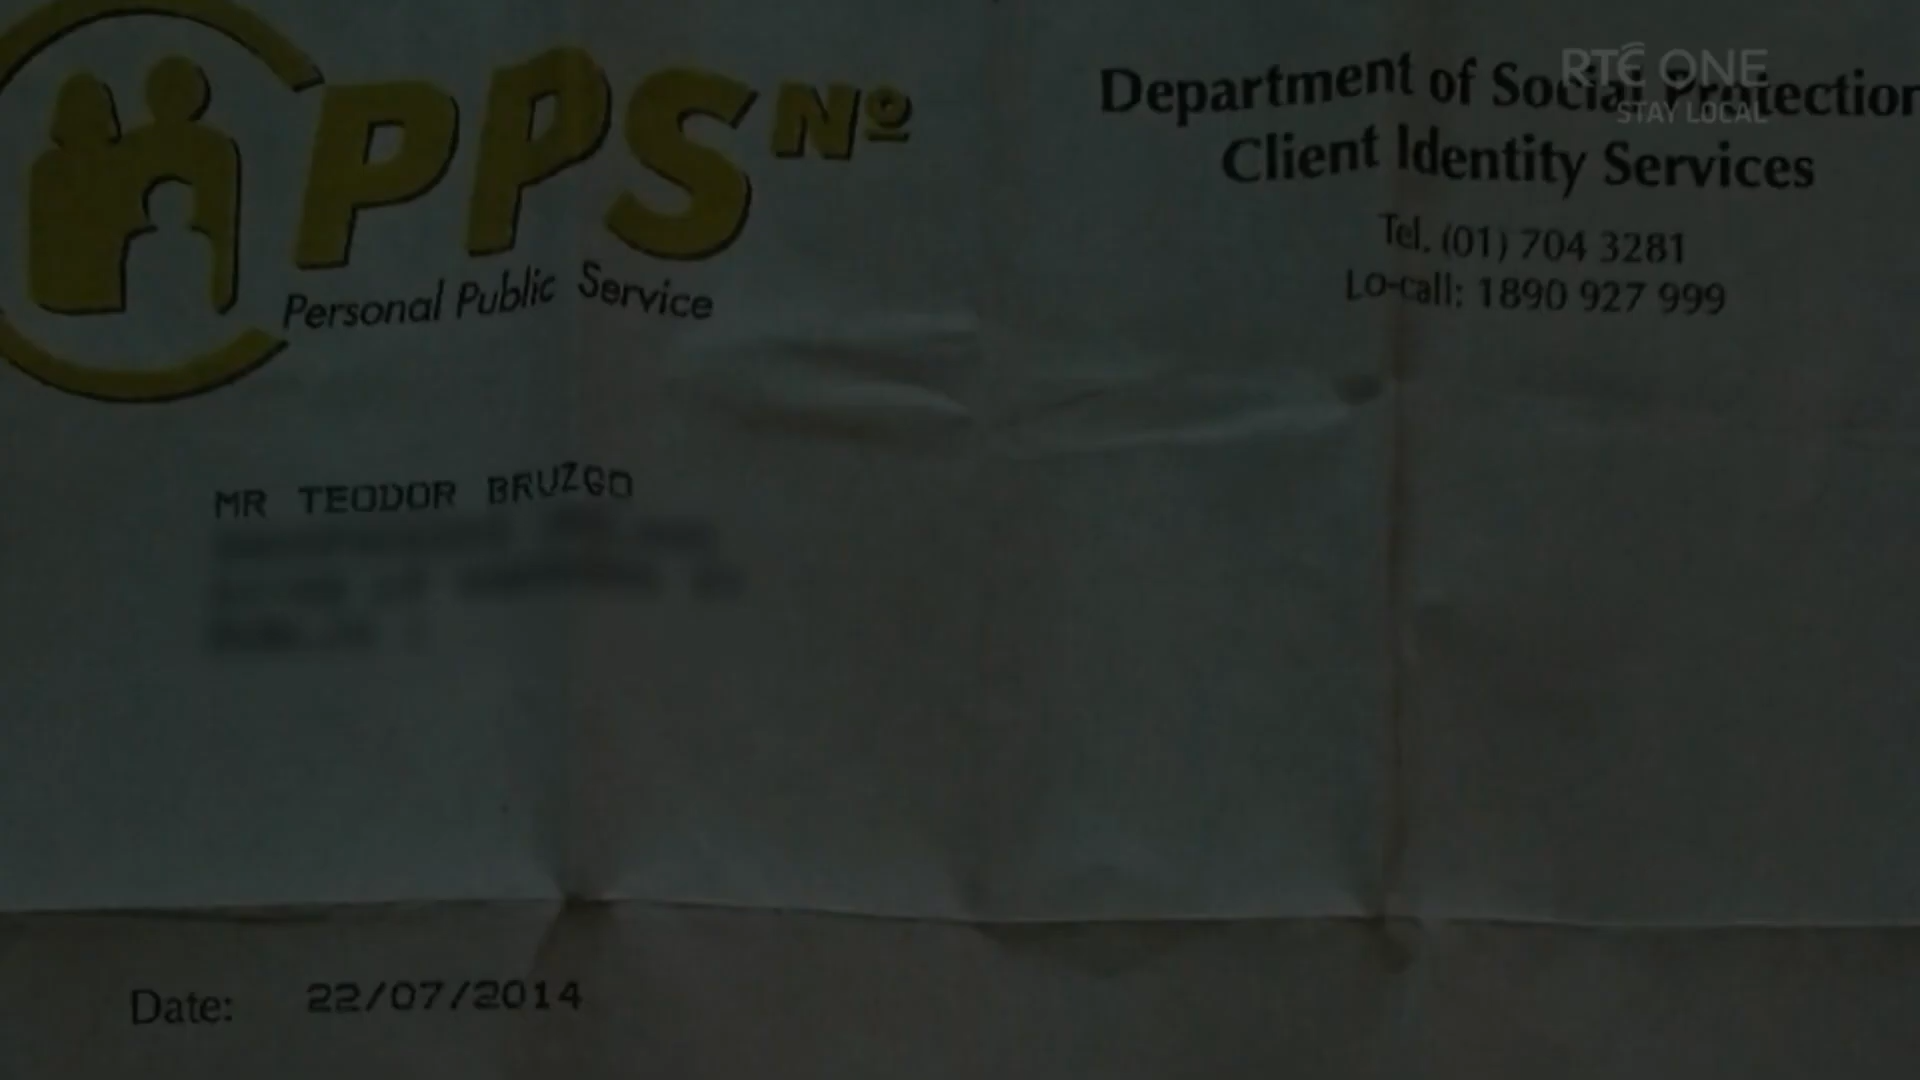 PPS Nº
Personal Public Service
Department of Social Protection
Client Identity Services
Tel. (01) 704 3281
Lo-call: 1890 927 999
RTÉ ONE
STAY LOCAL
MR TEODOR BRUZGO
Date: 22/07/2014